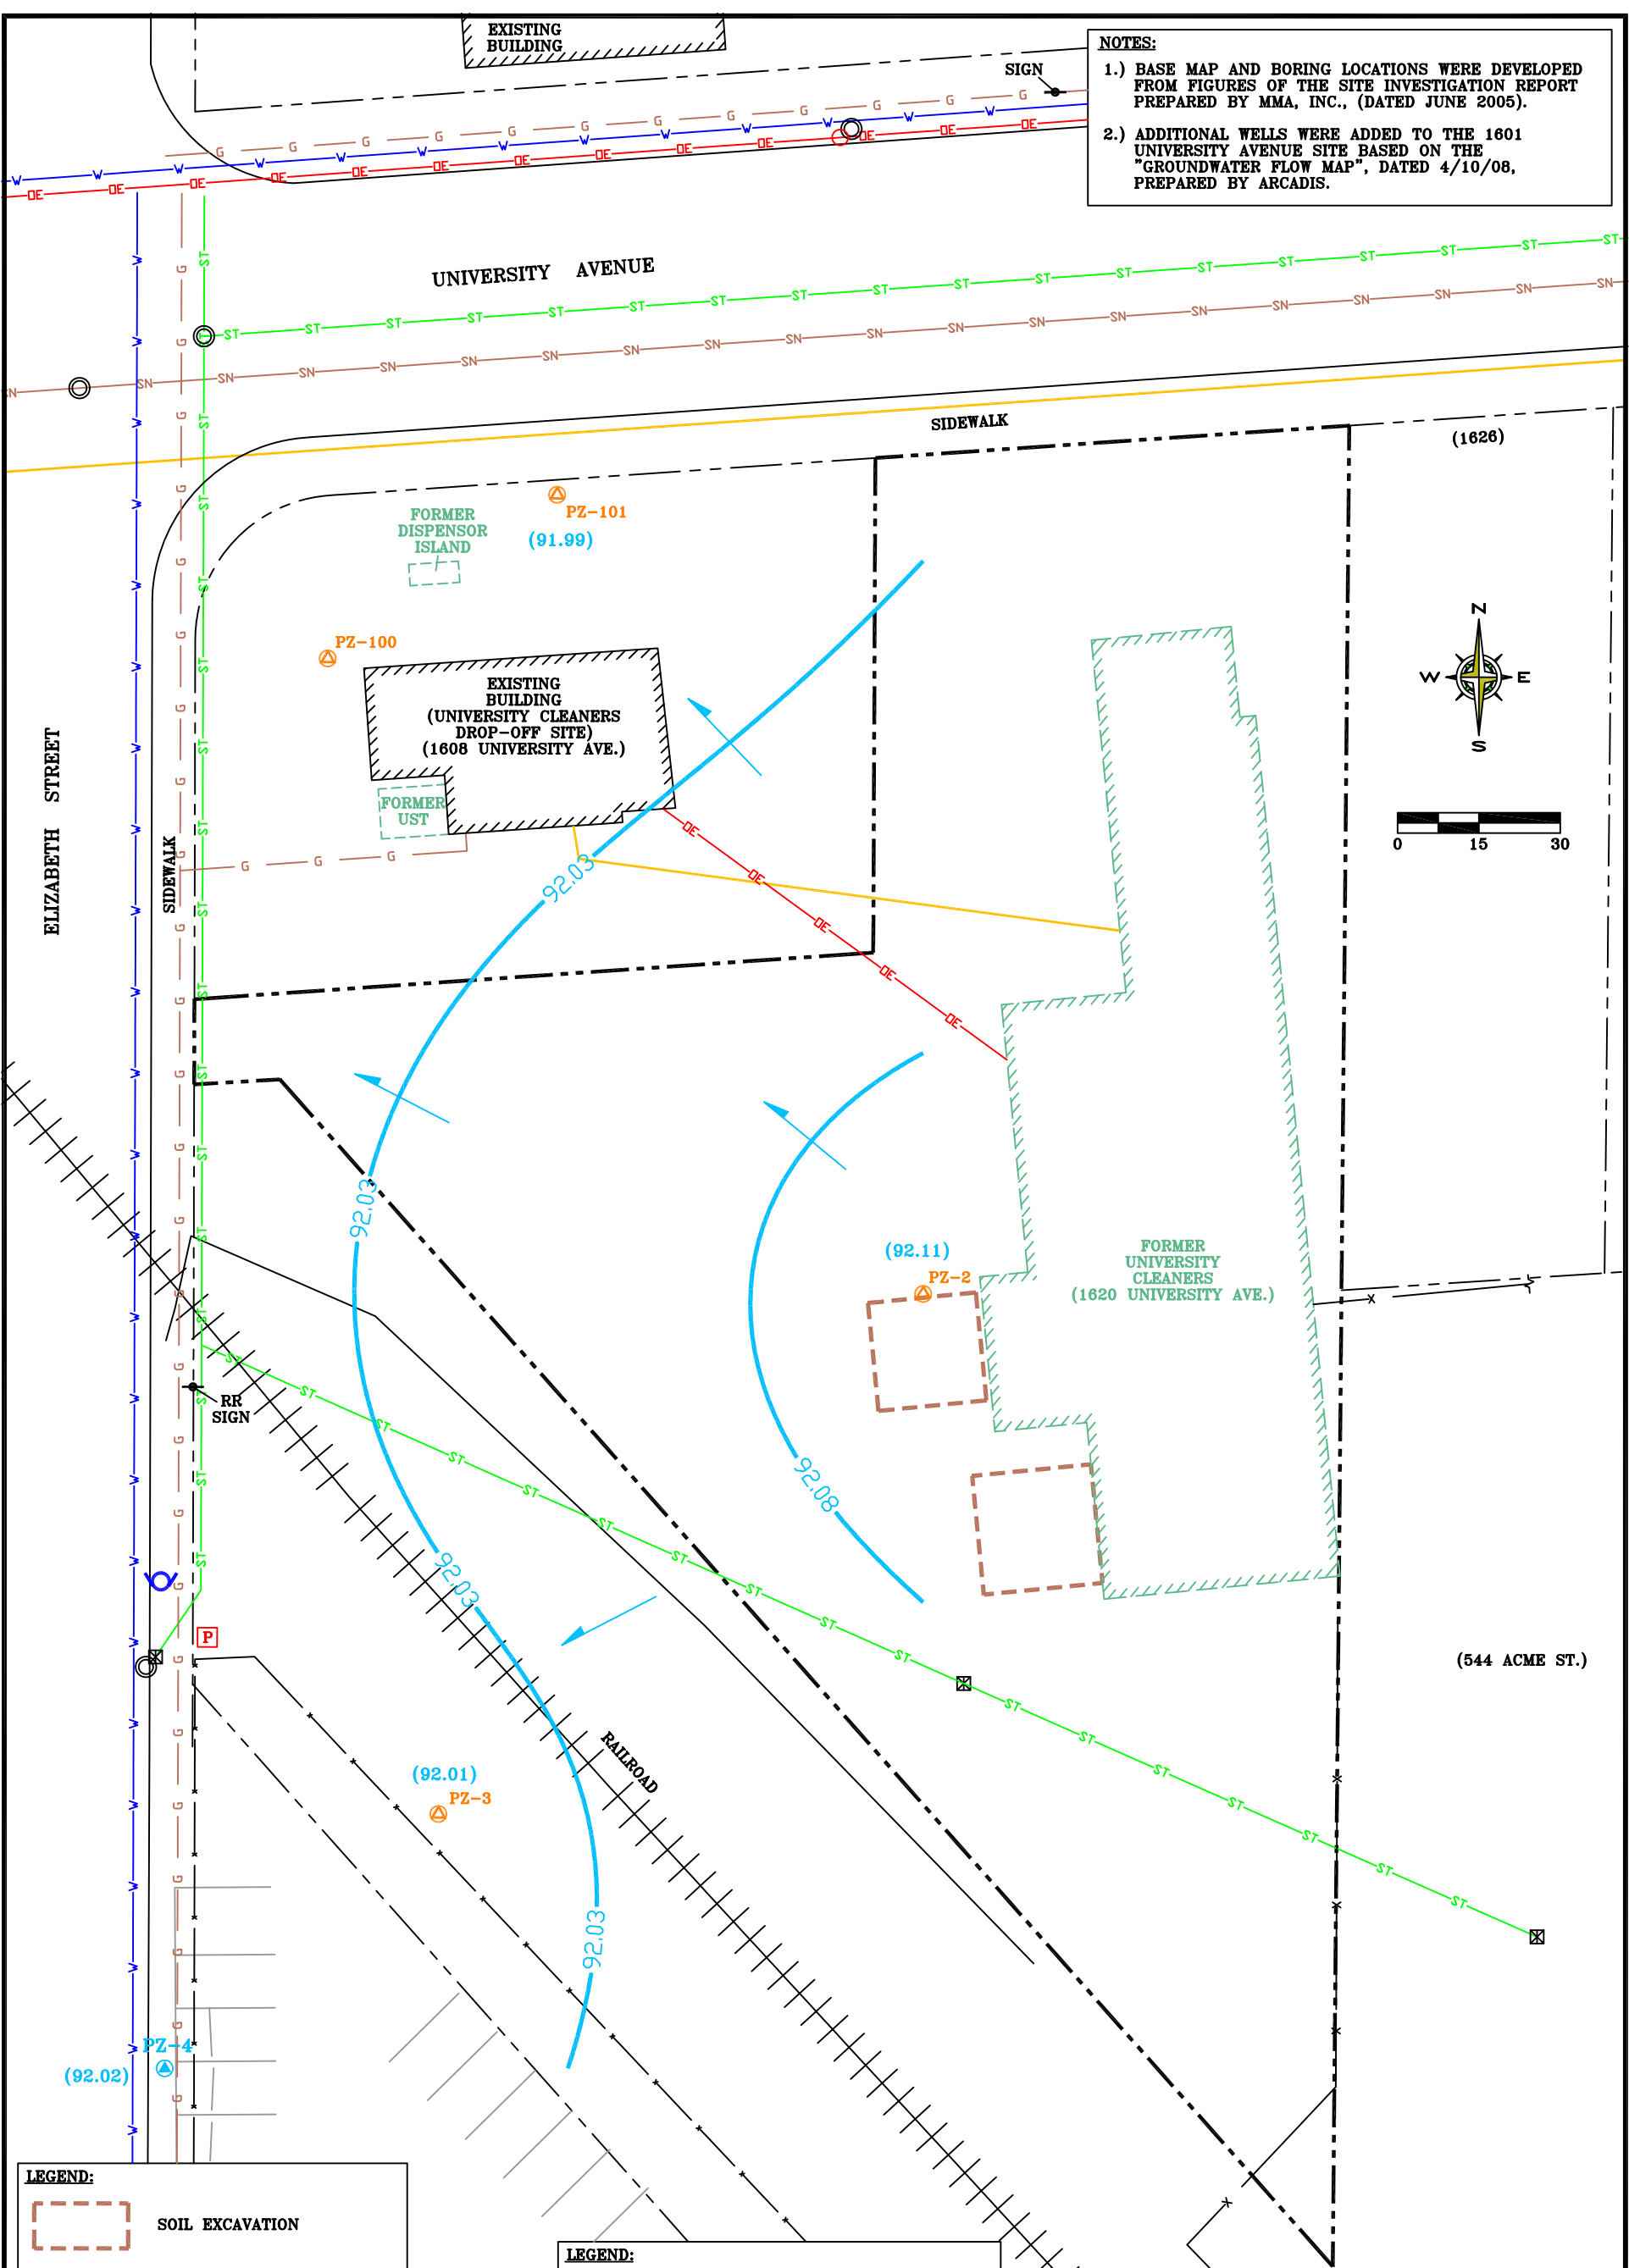 EXISTING
BUILDING
NOTES:
1.) BASE MAP AND BORING LOCATIONS WERE DEVELOPED
FROM FIGURES OF THE SITE INVESTIGATION REPORT
PREPARED BY MMA, INC., (DATED JUNE 2005).
2.) ADDITIONAL WELLS WERE ADDED TO THE 1601
UNIVERSITY AVENUE SITE BASED ON THE
"GROUNDWATER FLOW MAP", DATED 4/10/08,
PREPARED BY ARCADIS.
SIGN
UNIVERSITY AVENUE
SIDEWALK
(1626)
PZ-101
(91.99)
FORMER
DISPENSOR
ISLAND
PZ-100
EXISTING
BUILDING
(UNIVERSITY CLEANERS
DROP-OFF SITE)
(1608 UNIVERSITY AVE.)
FORMER
UST
N
W E
S
0 15 30
ELIZABETH STREET
SIDEWALK
92.03
92.03
(92.11)
PZ-2
FORMER
UNIVERSITY
CLEANERS
(1620 UNIVERSITY AVE.)
RR
SIGN
92.08
92.03
P
(544 ACME ST.)
RAILROAD
(92.01)
PZ-3
92.03
PZ-4
(92.02)
LEGEND:
SOIL EXCAVATION
LEGEND: